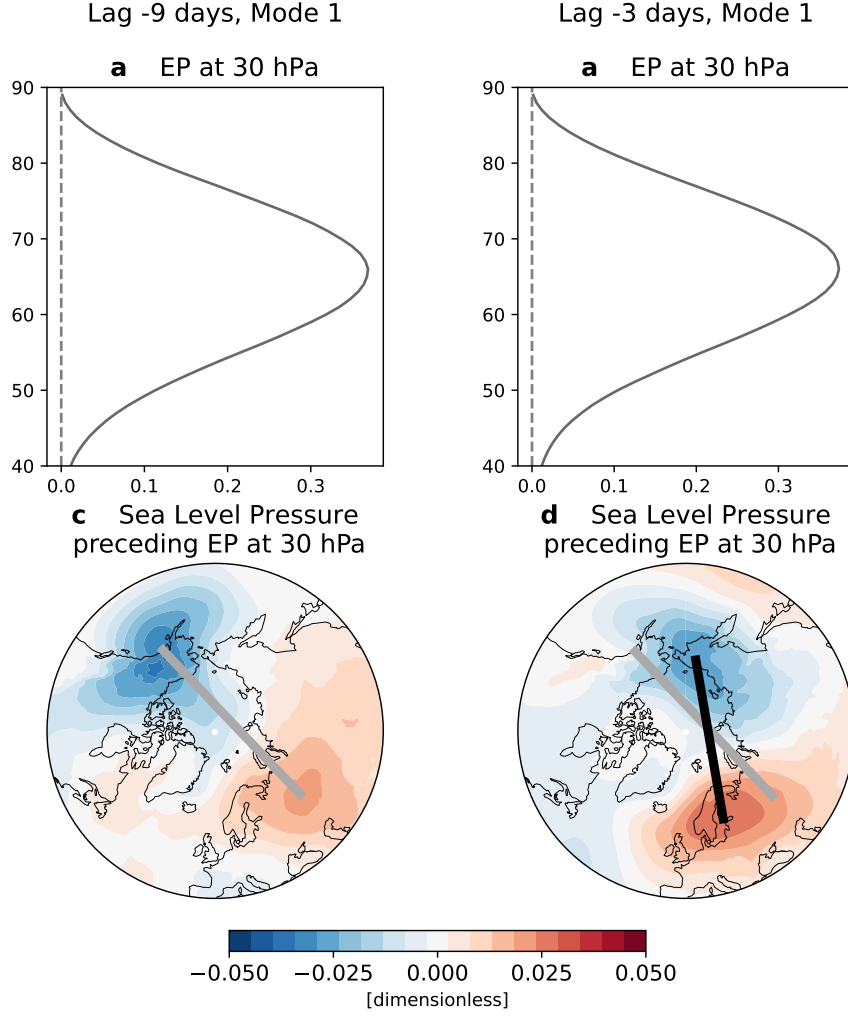 Lag -9 days, Mode 1
Lag -3 days, Mode 1
a EP at 30 hPa
a EP at 30 hPa
90
80
70
60
50
40
0.0 0.1 0.2 0.3
90
80
70
60
50
40
0.0 0.1 0.2 0.3
c Sea Level Pressure
preceding EP at 30 hPa
d Sea Level Pressure
preceding EP at 30 hPa
−0.050 −0.025 0.000 0.025 0.050
[dimensionless]